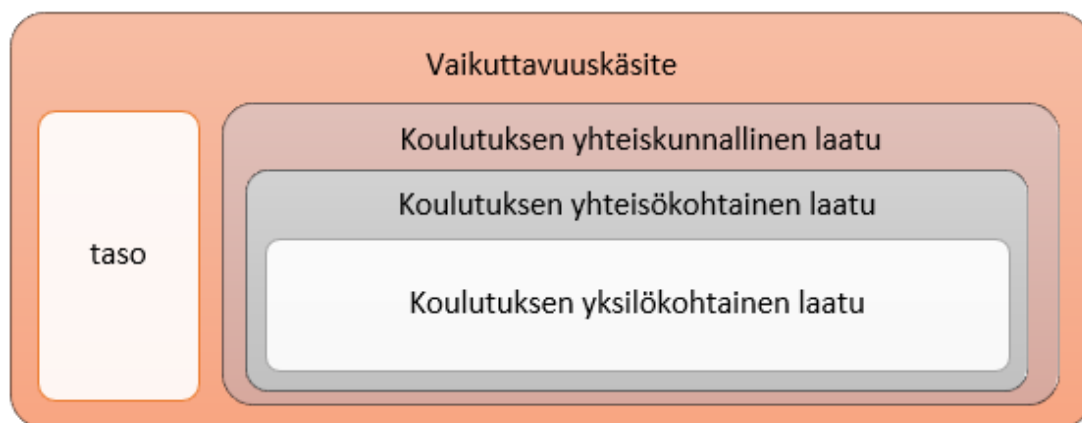 Vaikuttavuuskäsite
Koulutuksen yhteiskunnallinen laatu
Koulutuksen yhteisökohtainen laatu
taso
Koulutuksen yksilökohtainen laatu